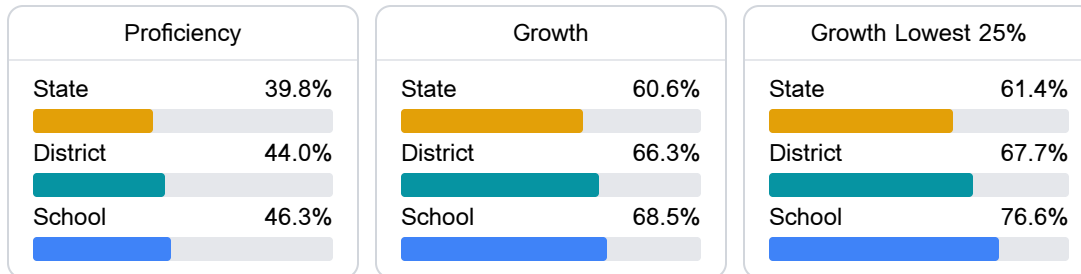 Proficiency
State 39.8%
District 44.0%
School 46.3%
Growth
State 60.6%
District 66.3%
School 68.5%
Growth Lowest 25%
State 61.4%
District 67.7%
School 76.6%